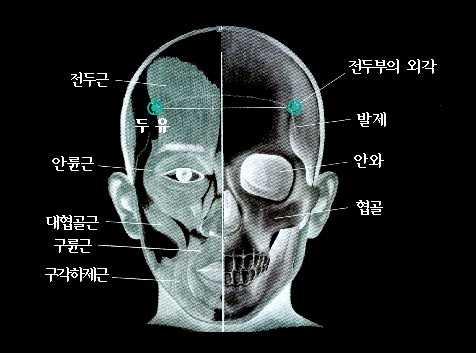 전두근
전두부의 외각
두 유
발제
안륜근
안와
협골
대협골근
구륜근
구각하제근